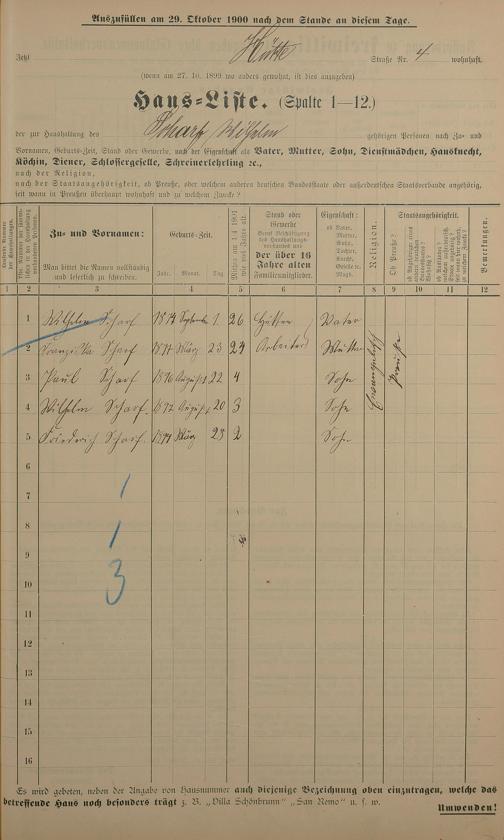 Auszufüllen am 29. Oktober 1900 nach dem Stande an diesem Tage.
Jetzt Hütte Straße Nr. 4 wohnhaft.
(wenn am 27. 10. 1899 wo anders gewohnt, ist dies anzugeben)
Haus=Liste. (Spalte 1—12.)
der zur Haushaltung des Scharf Wilhelm gehörigen Personen nach Zu- und
Vornamen, Geburts-Zeit, Stand oder Gewerbe, nach der Eigenschaft als Vater, Mutter, Sohn, Dienstmädchen, Hausknecht,
Köchin, Diener, Schlossergeselle, Schreinerlehrling ꝛc.,
nach der Religion,
nach der Staatsangehörigkeit, ob Preuße, oder welchem anderen deutschen Bundesstaate oder außerdeutschen Staatsverbande angehörig,
seit wann in Preußen überhaupt wohnhaft und zu welchem Zwecke?
Zu- und Vornamen:
Man bittet die Namen vollständig
und leserlich zu schreiben.
Geburts-Zeit.
Jahr. Monat. Tag.
Stand oder
Gewerbe
der über 16
Jahre alten
Familienmitglieder.
Eigenschaft:
ob Vater,
Mutter,
Sohn,
Tochter,
Knecht,
Geselle
Magd.
Religion.
Staatsangehörigkeit.
Ob Preuße?
Bemerkungen.
1 2 3 4 5 6 7 8 9 10 11 12
1 Wilhelm Scharf 1874 September 1. 26 Hütten Vater
2 Franziska Scharf 23 24 Arbeiter Mutter
3 Paul Scharf 1896 August 22 4 Sohn
4 Wilhelm Scharf 1897 August 20 3 Sohn
5 Friedrich Scharf März 23 2 Sohn
Evangelisch
Preuße
6
7
8
9
10
11
12
13
14
15
16
1
1
3
Es wird gebeten, neben der Angabe von Hausnummer auch diejenige Bezeichnung oben einzutragen, welche das
betreffende Haus noch besonders trägt z. B. „Villa Schönbrunn" „San Remo" u. s. w.
Umwenden!